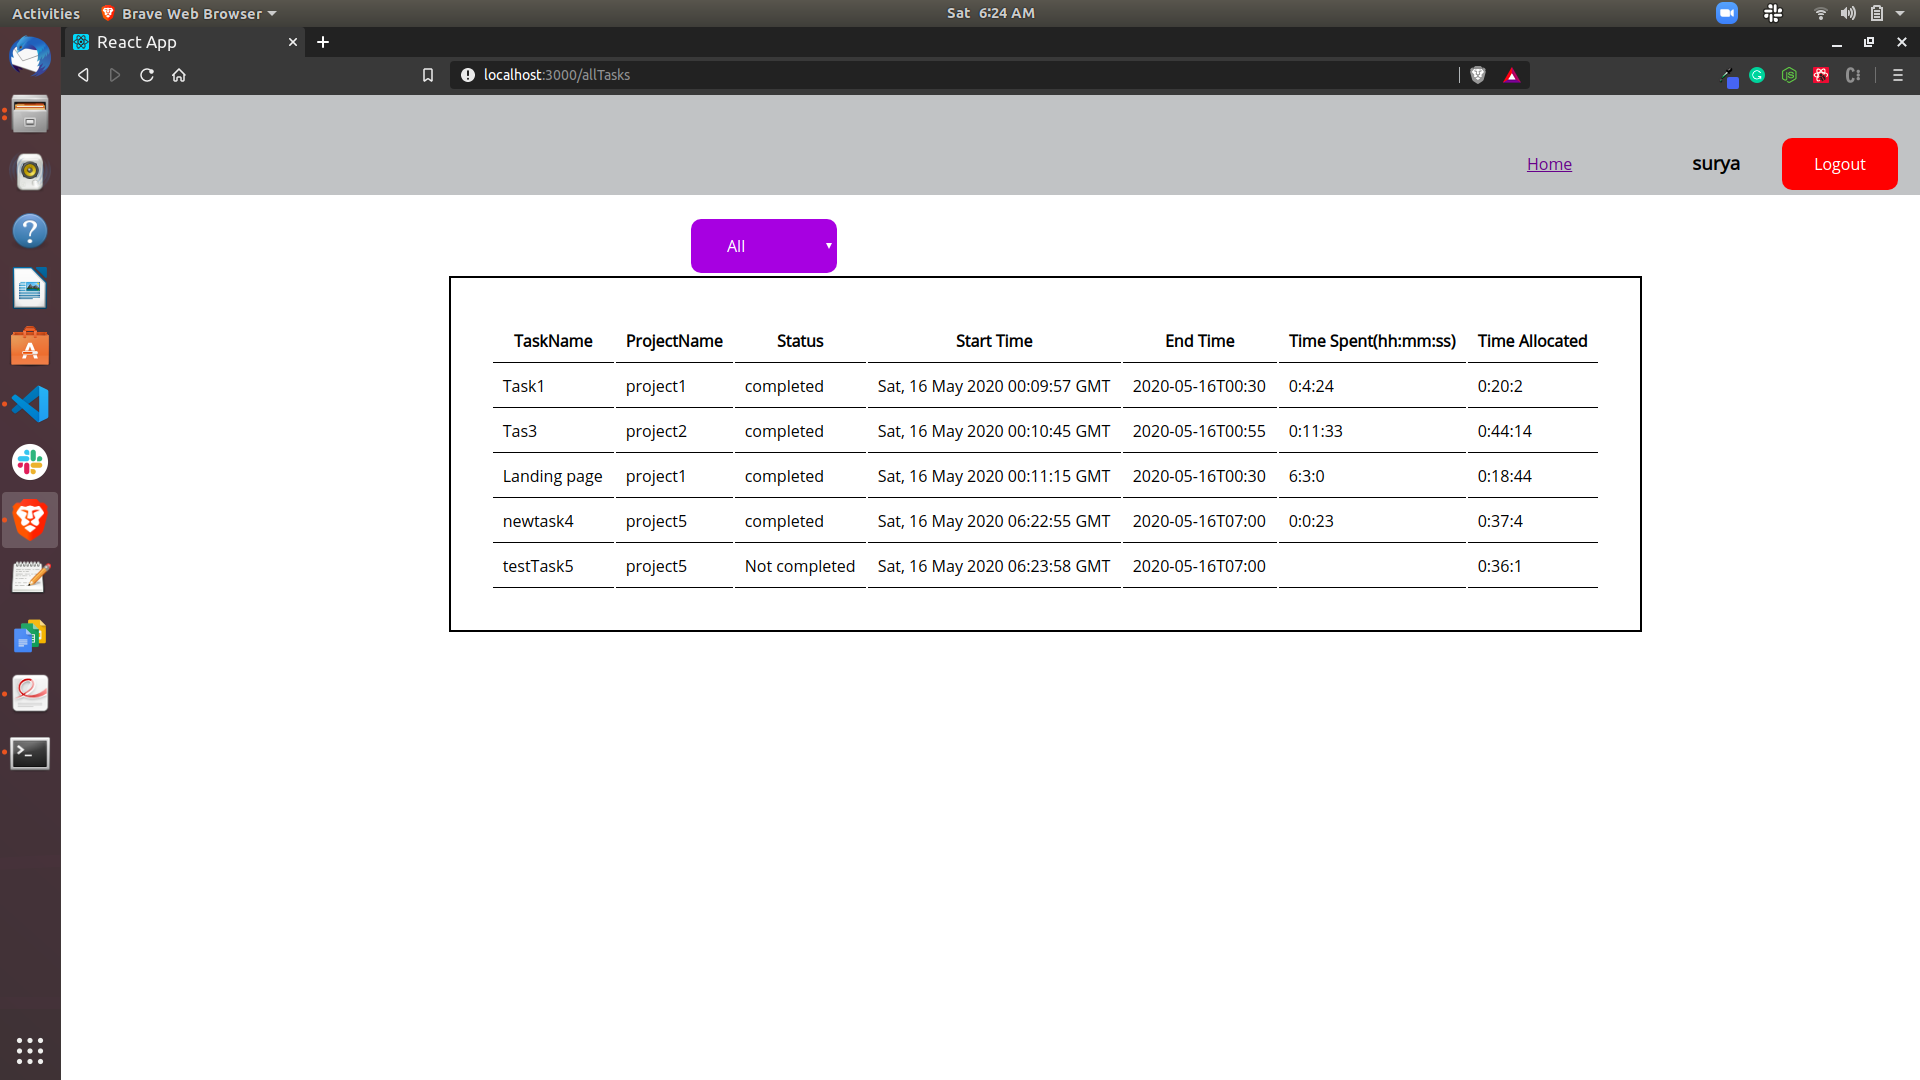 Activities Brave Web Browser Sat 6:24 AM
React App
localhost:3000/allTasks
Home surya Logout
All
TaskName ProjectName Status Start Time End Time Time Spent(hh:mm:ss) Time Allocated
Task1 project1 completed Sat, 16 May 2020 00:09:57 GMT 2020-05-16T00:30 0:4:24 0:20:2
Tas3 project2 completed Sat, 16 May 2020 00:10:45 GMT 2020-05-16T00:55 0:11:33 0:44:14
Landing page project1 completed Sat, 16 May 2020 00:11:15 GMT 2020-05-16T00:30 6:3:0 0:18:44
newtask4 project5 completed Sat, 16 May 2020 06:22:55 GMT 2020-05-16T07:00 0:0:23 0:37:4
testTask5 project5 Not completed Sat, 16 May 2020 06:23:58 GMT 2020-05-16T07:00 0:36:1